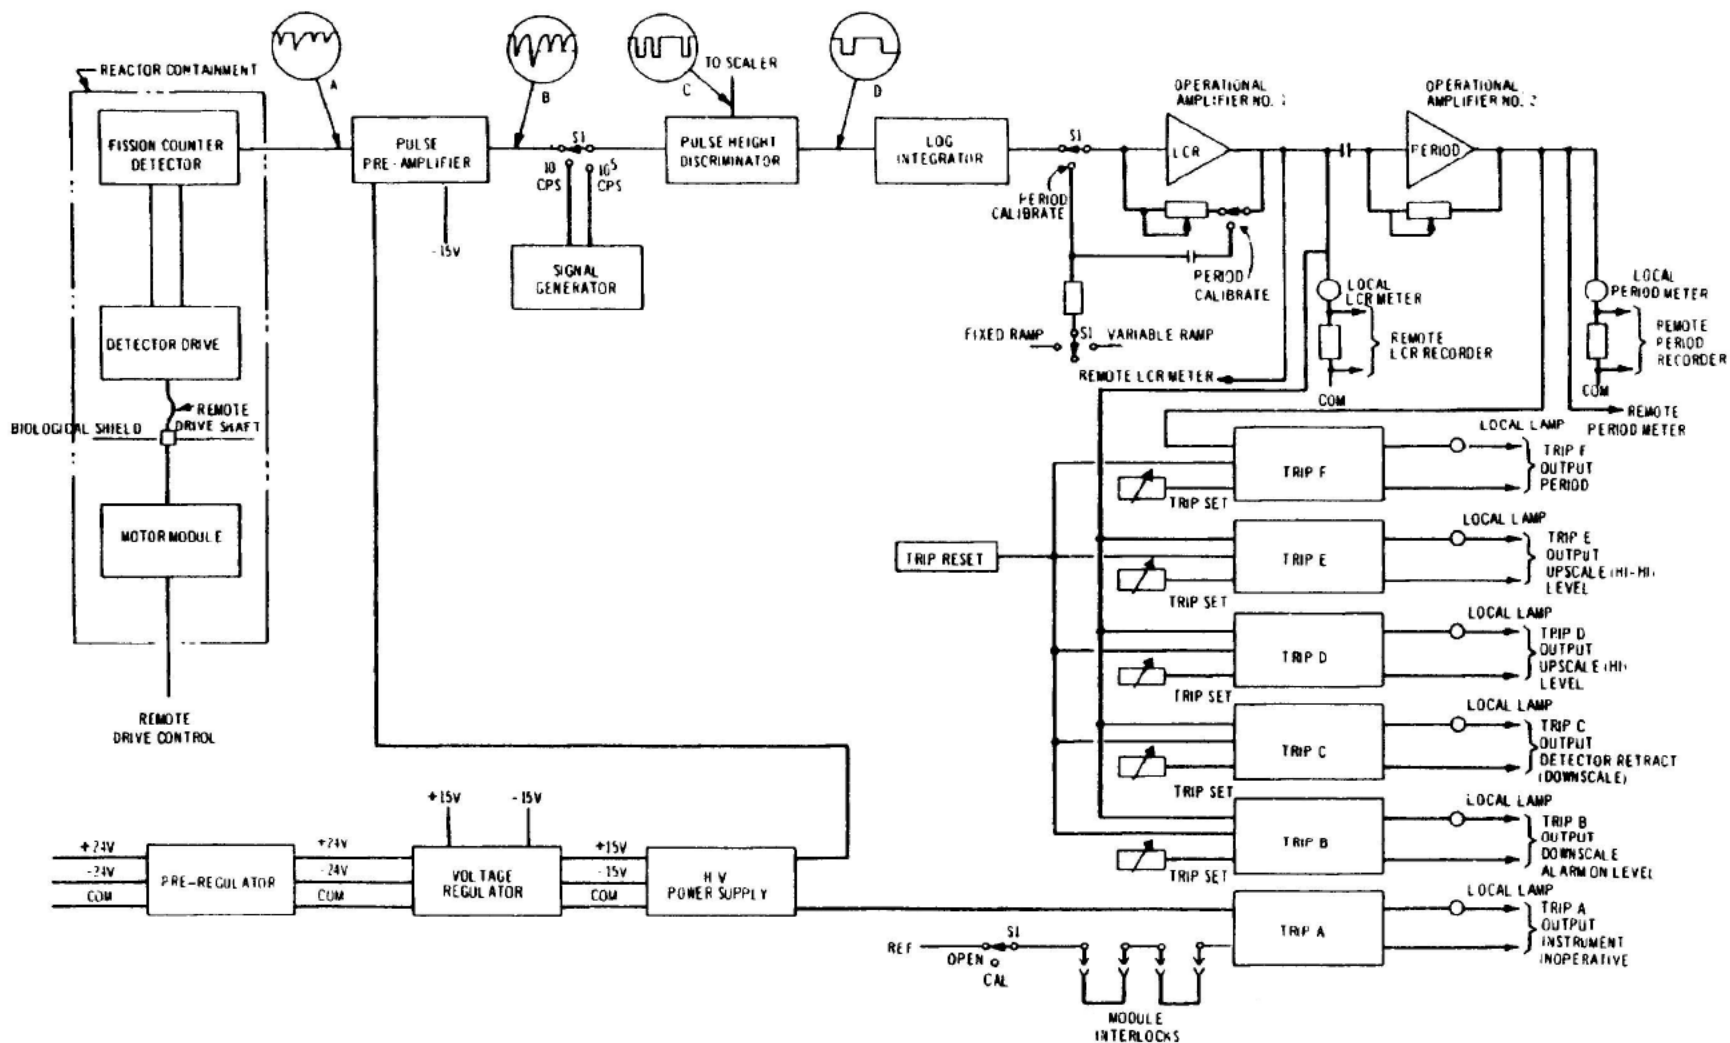 REACTOR CONTAINMENT
FISSION COUNTER
DETECTOR
DETECTOR DRIVE
REMOTE
DRIVE SHAFT
BIOLOGICAL SHIELD
MOTOR MODULE
REMOTE
DRIVE CONTROL
A
PULSE
PRE-AMPLIFIER
-15V
B
S1
10
CPS
10⁵
CPS
SIGNAL
GENERATOR
C
TO SCALER
PULSE HEIGHT
DISCRIMINATOR
D
LOG
INTEGRATOR
S1
PERIOD
CALIBRATE
OPERATIONAL
AMPLIFIER NO. 1
LCR
PERIOD
CALIBRATE
FIXED RAMP
S1
VARIABLE RAMP
REMOTE LCR METER
OPERATIONAL
AMPLIFIER NO. 2
PERIOD
LOCAL
LCR METER
REMOTE
LCR RECORDER
COM
LOCAL
PERIOD METER
REMOTE
PERIOD
RECORDER
COM
REMOTE
PERIOD METER
TRIP RESET
TRIP F
TRIP SET
LOCAL LAMP
TRIP F
OUTPUT
PERIOD
TRIP E
TRIP SET
LOCAL LAMP
TRIP E
OUTPUT
UPSCALE (HI-HI)
LEVEL
TRIP D
TRIP SET
LOCAL LAMP
TRIP D
OUTPUT
UPSCALE (HI)
LEVEL
TRIP C
TRIP SET
LOCAL LAMP
TRIP C
OUTPUT
DETECTOR RETRACT
(DOWNSCALE)
TRIP B
TRIP SET
LOCAL LAMP
TRIP B
OUTPUT
DOWNSCALE
ALARM ON LEVEL
TRIP A
LOCAL LAMP
TRIP A
OUTPUT
INSTRUMENT
INOPERATIVE
+24V
-24V
COM
PRE-REGULATOR
+24V
-24V
COM
+15V
-15V
VOLTAGE
REGULATOR
+15V
-15V
COM
H V
POWER SUPPLY
REF
S1
OPEN
CAL
MODULE
INTERLOCKS